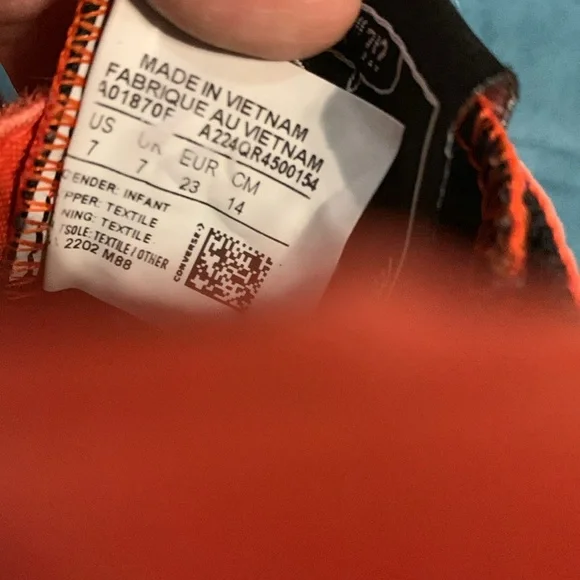 MADE IN VIETNAM
FABRIQUE AU VIETNAM
A01870F A224QR4500154
US UK EUR CM
7 7 23 14
ENDER: INFANT
PPER: TEXTILE
NING: TEXTILE
TSOLE: TEXTILE / OTHER
2202 M88
CONVERSE